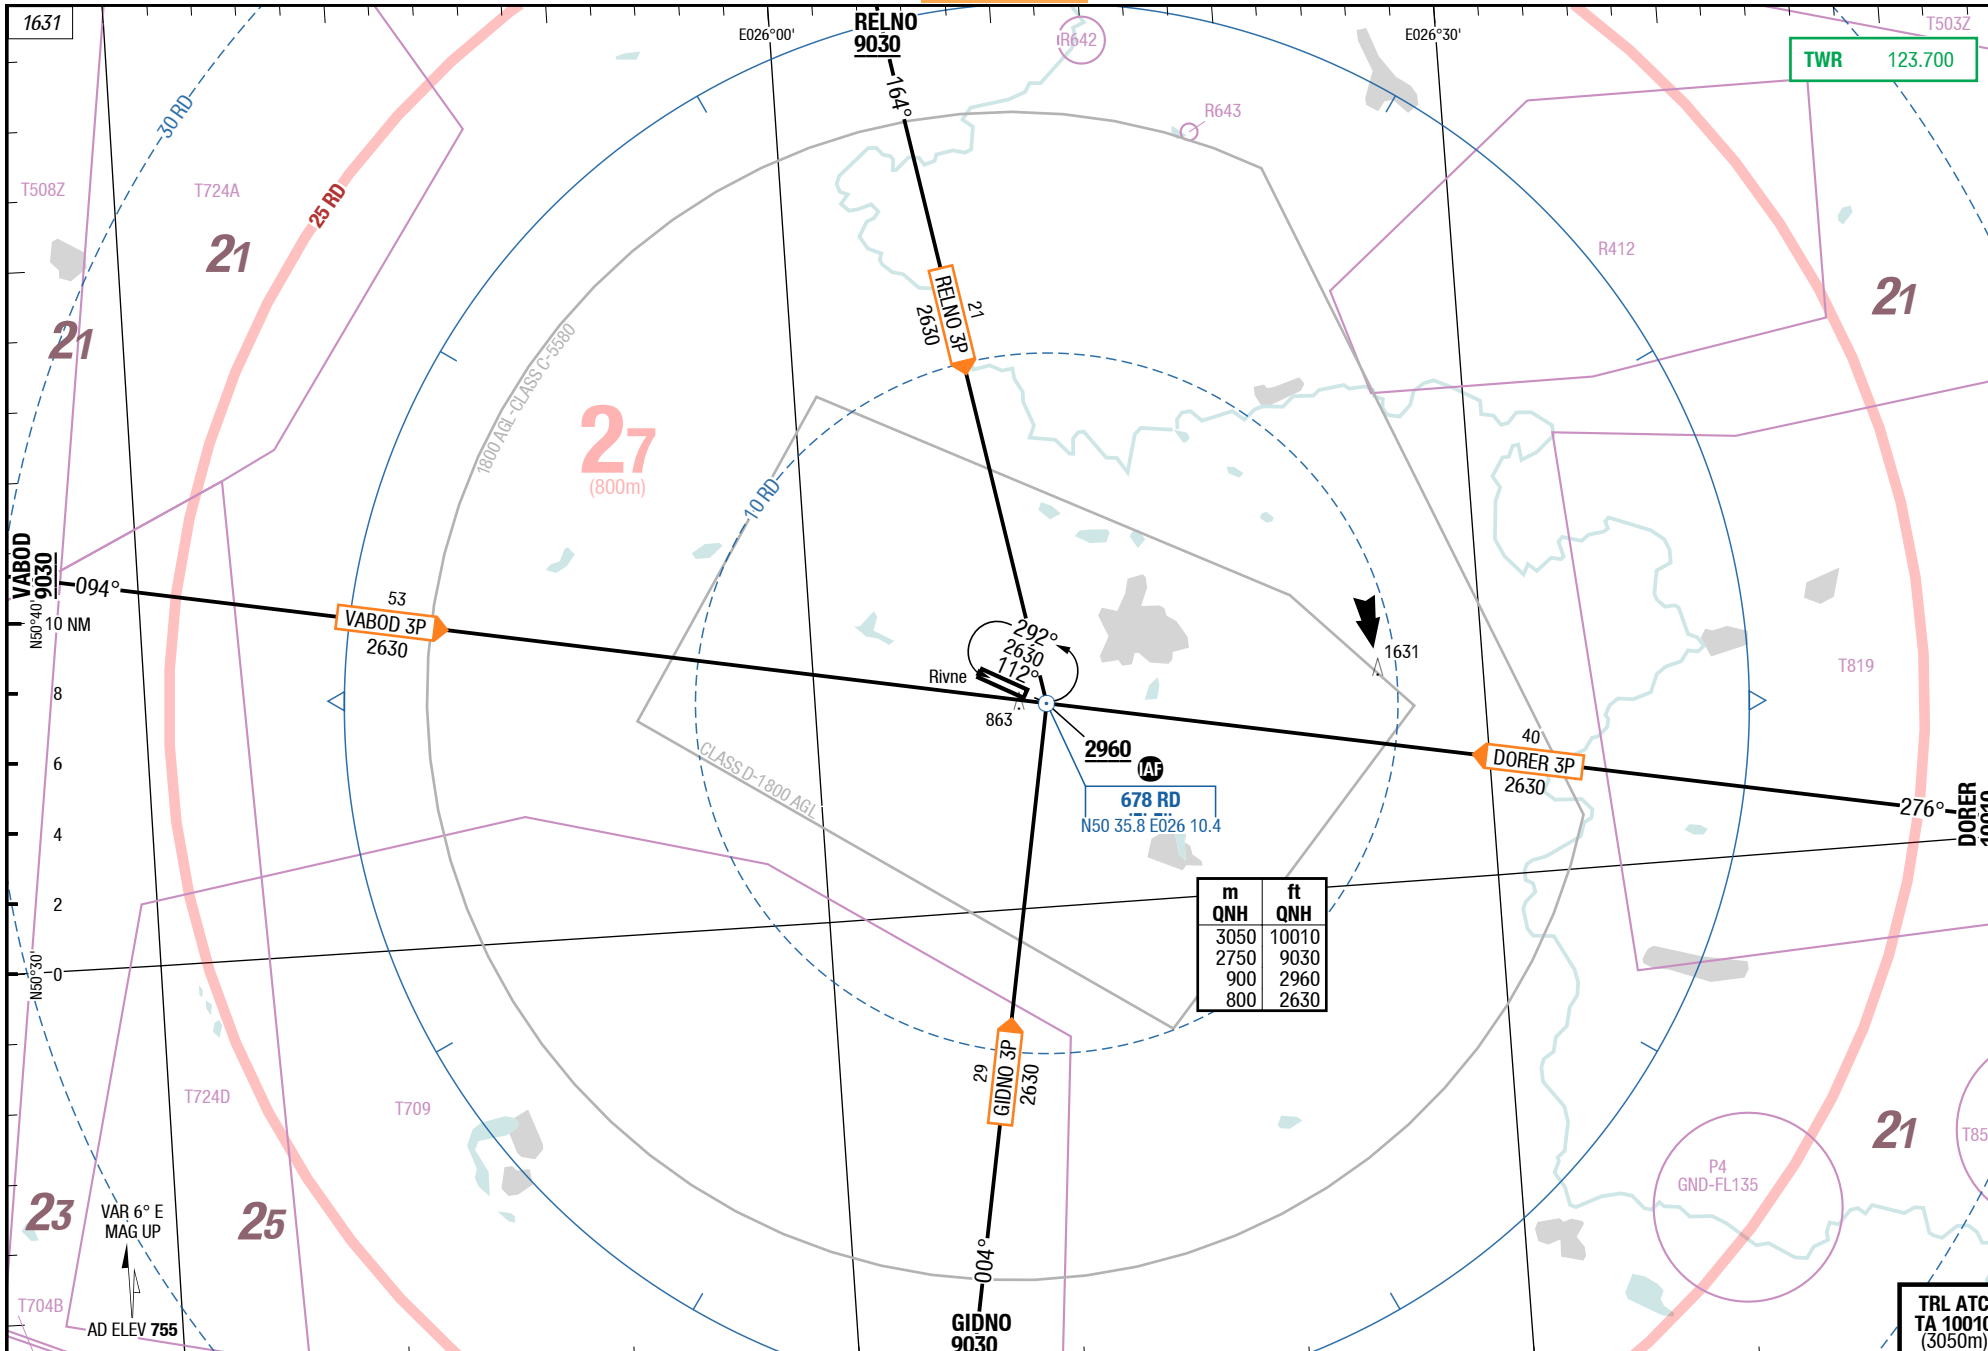 1631
RELNO
9030
E026°00'
E026°30'
R642
T503Z
TWR 123.700
30 RD
164°
R643
T508Z
T724A
25 RD
21
R412
21
21
RELNO 3P
21
2630
1800 AGL-CLASS C-5580
27
(800m)
10 RD
VABOD
9030
094°
N50°40'
10 NM
53
VABOD 3P
2630
292°
2630
112°
Rivne
863
1631
T819
8
2960
IAF
40
DORER 3P
2630
6
CLASS D-1800 AGL
678 RD
N50 35.8 E026 10.4
276°
DORER
10010
4
m ft
QNH QNH
3050 10010
2750 9030
900 2960
800 2630
2
N50°30'
0
29
GIDNO 3P
2630
T724D
T709
21
T85
P4
GND-FL135
23
VAR 6° E
MAG UP
25
004°
T704B
AD ELEV 755
GIDNO
9030
TRL ATC
TA 10010
(3050m)